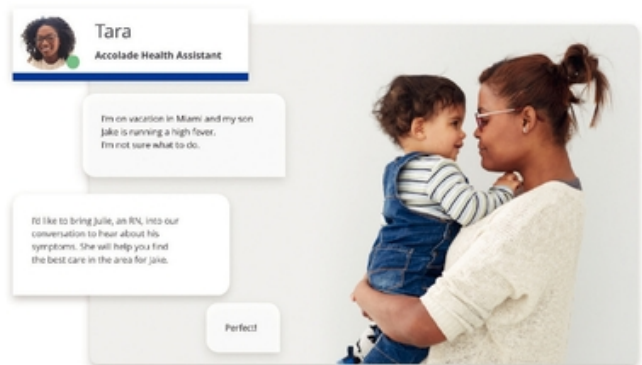 Tara
Accolade Health Assistant
I'm on vacation in Miami and my son
Jake is running a high fever.
I'm not sure what to do.
I'd like to bring Julie, an RN, into our
conversation to hear about his
symptoms. She will help you find
the best care in the area for Jake.
Perfect!